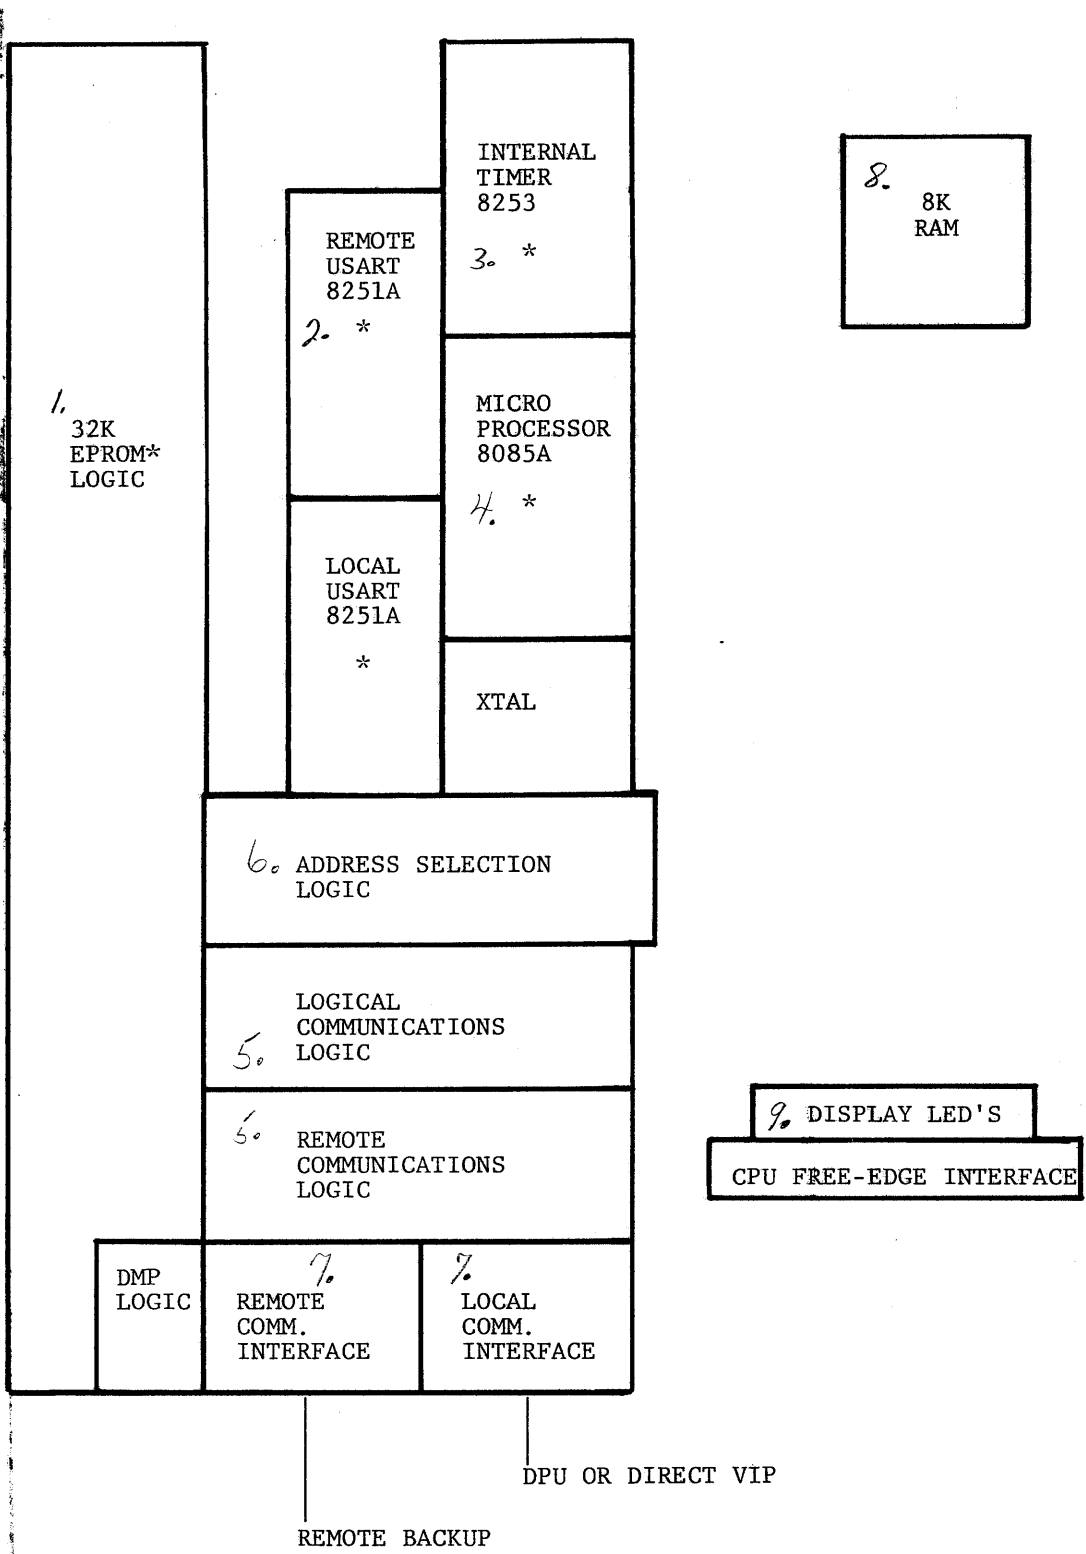 INTERNAL
TIMER
8253
3. *
8.
8K
RAM
REMOTE
USART
8251A
2. *
1.
32K
EPROM*
LOGIC
MICRO
PROCESSOR
8085A
4. *
LOCAL
USART
8251A
*
XTAL
6. ADDRESS SELECTION
LOGIC
LOGICAL
COMMUNICATIONS
5. LOGIC
5.
REMOTE
COMMUNICATIONS
LOGIC
9. DISPLAY LED'S
CPU FREE-EDGE INTERFACE
DMP
LOGIC
7.
REMOTE
COMM.
INTERFACE
7.
LOCAL
COMM.
INTERFACE
DPU OR DIRECT VIP
REMOTE BACKUP